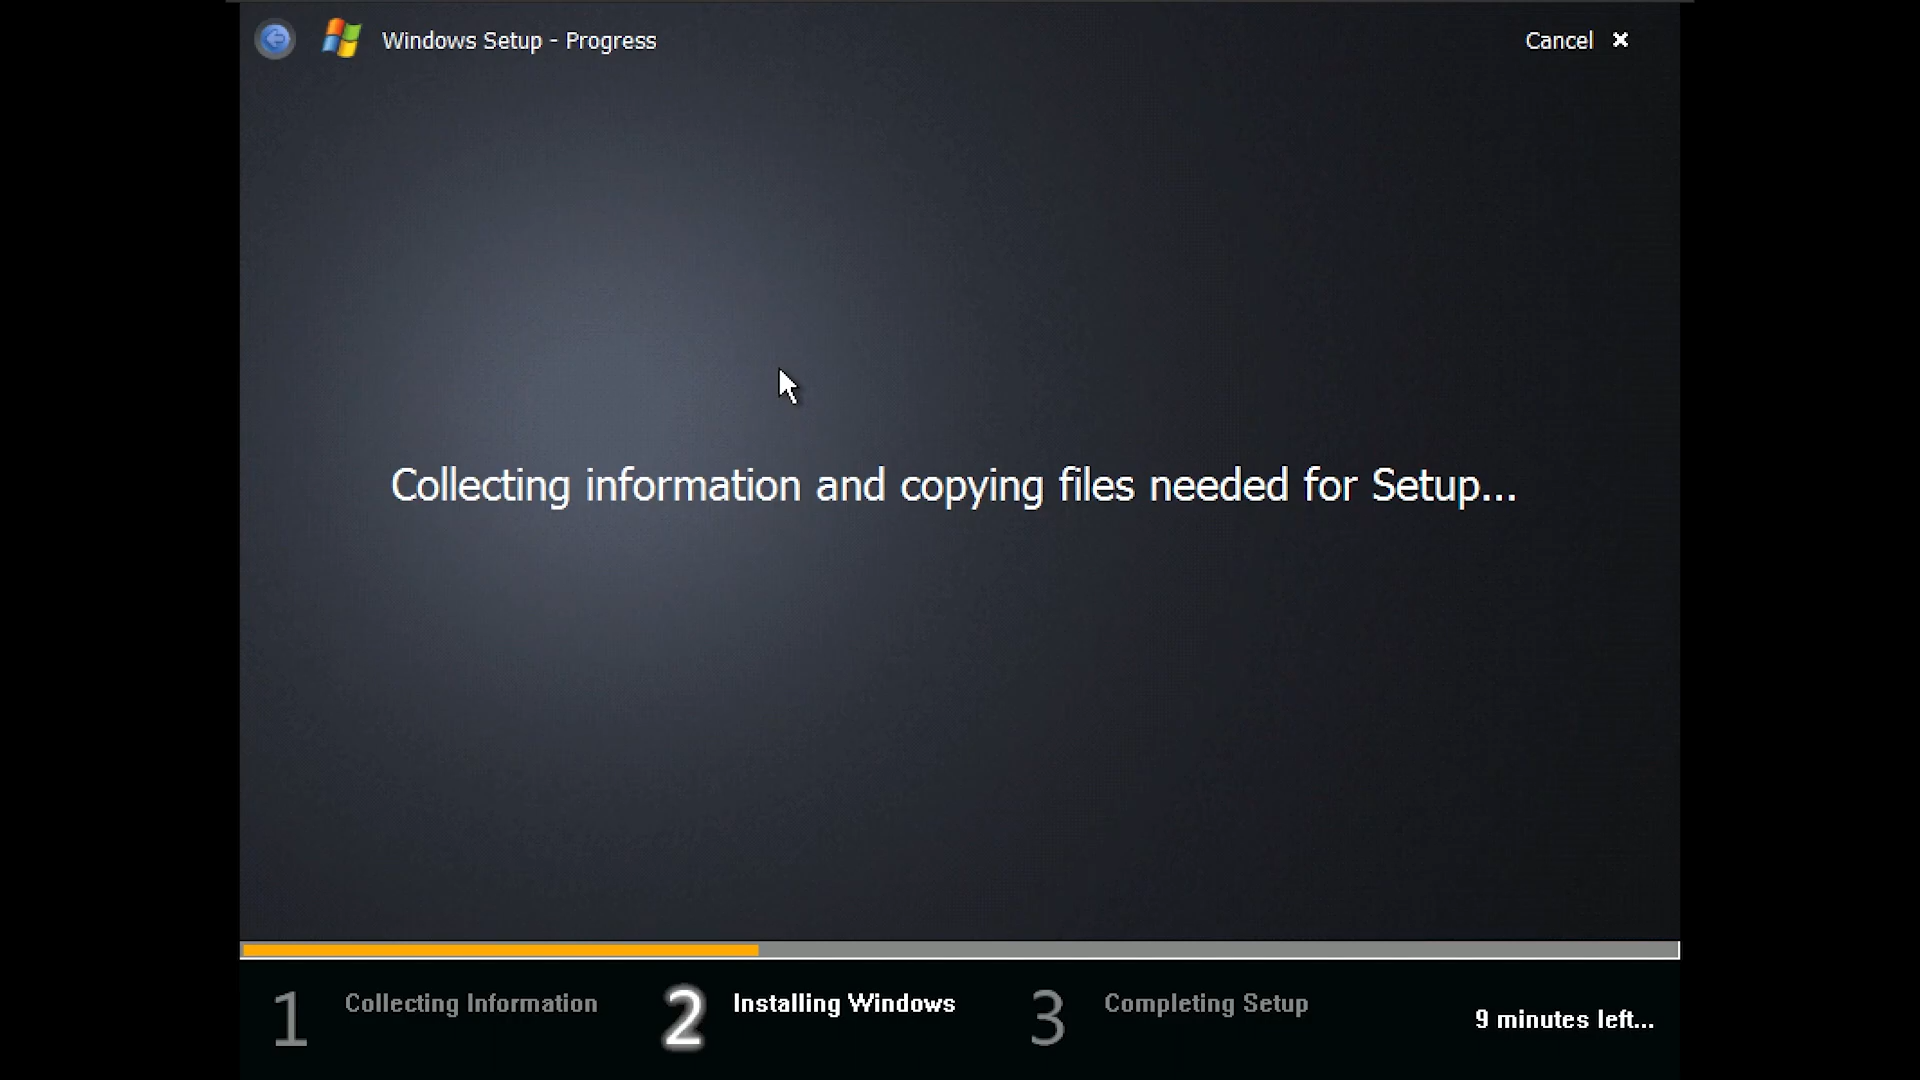 Windows Setup - Progress
Cancel
Collecting information and copying files needed for Setup...
1 Collecting Information
2 Installing Windows
3 Completing Setup
9 minutes left...